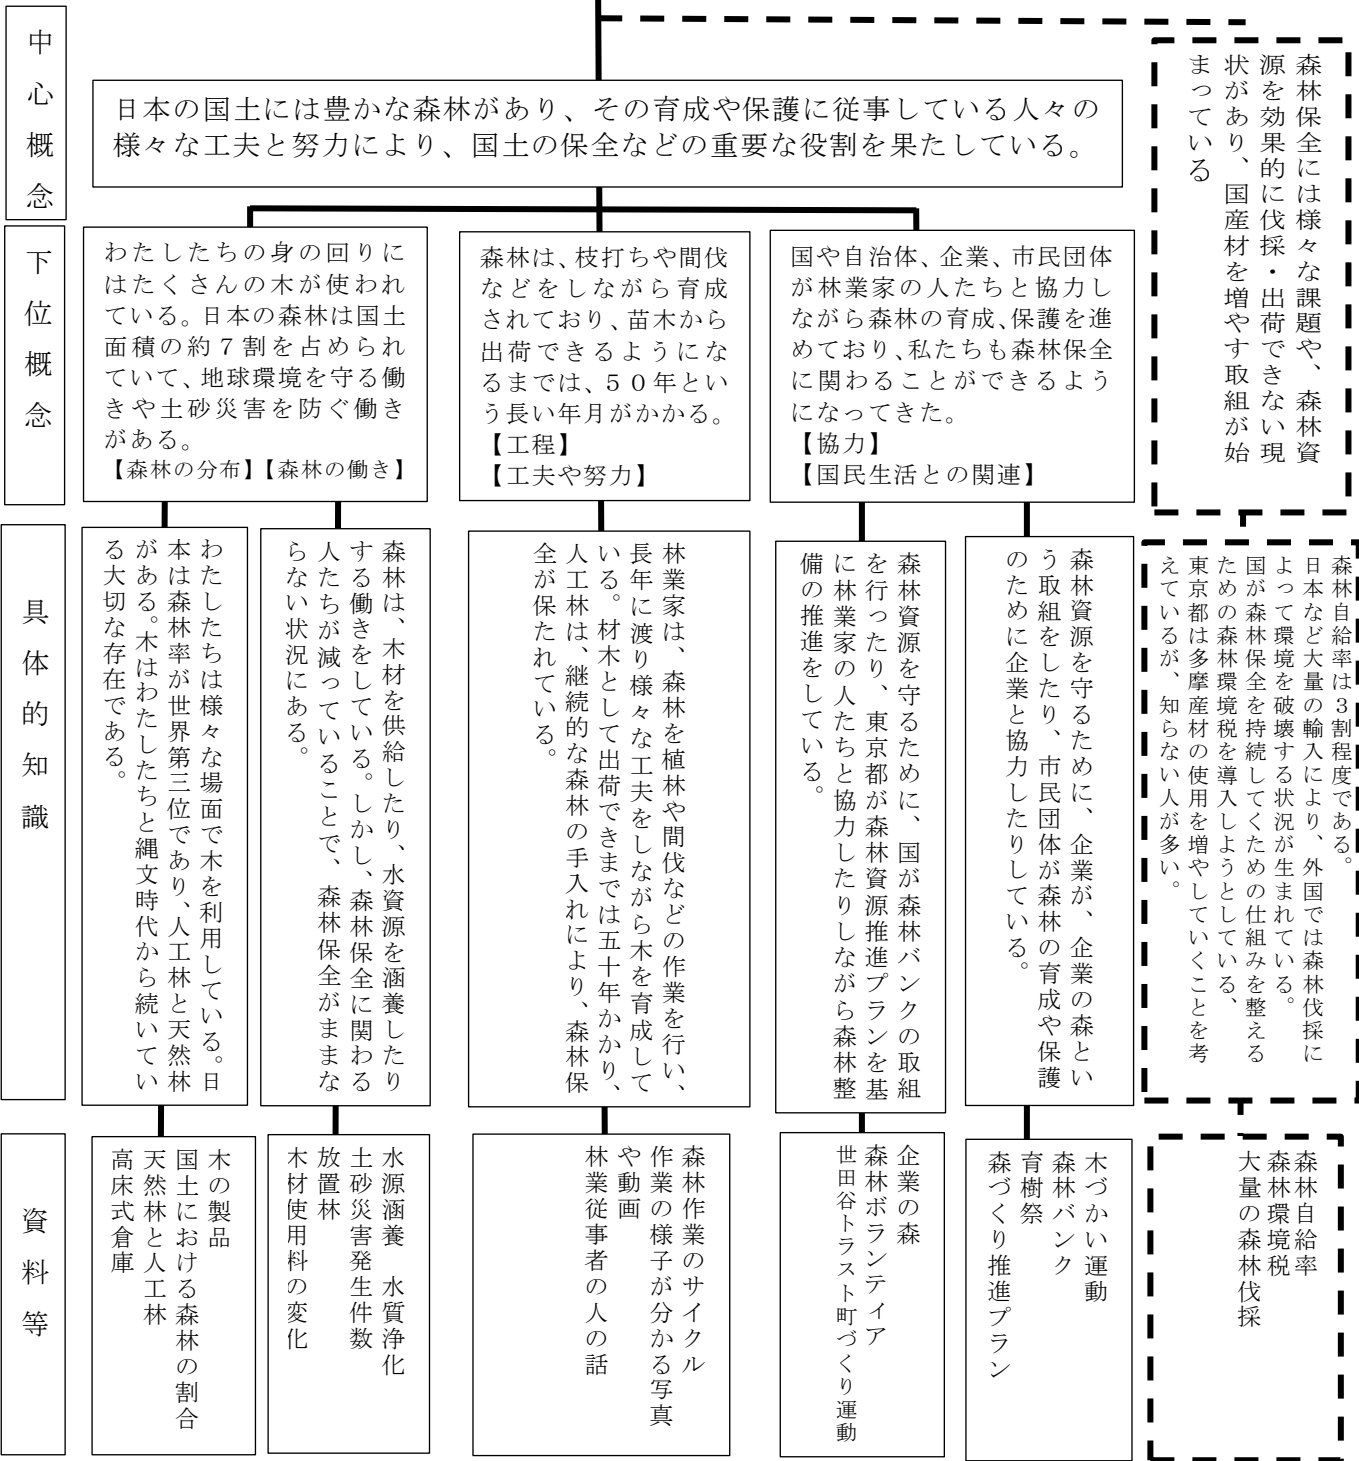 中心概念
日本の国土には豊かな森林があり、その育成や保護に従事している人々の
様々な工夫と努力により、国土の保全などの重要な役割を果たしている。
森林保全には様々な課題や、森林資
源を効果的に伐採・出荷できない現
状があり、国産材を増やす取組が始
まっている
下位概念
わたしたちの身の回りに
はたくさんの木が使われ
ている。日本の森林は国土
面積の約７割を占められ
ていて、地球環境を守る働
きや土砂災害を防ぐ働き
がある。
【森林の分布】【森林の働き】
森林は、枝打ちや間伐
などをしながら育成
されており、苗木から
出荷できるようにな
るまでは、５０年とい
う長い年月がかかる。
【工程】
【工夫や努力】
国や自治体、企業、市民団体
が林業家の人たちと協力し
ながら森林の育成、保護を進
めており、私たちも森林保全
に関わることができるよう
になってきた。
【協力】
【国民生活との関連】
具体的知識
わたしたちは様々な場面で木を利用している。日
本は森林率が世界第三位であり、人工林と天然林
がある。木はわたしたちと縄文時代から続いてい
る大切な存在である。
森林は、木材を供給したり、水資源を涵養したり
する働きをしている。しかし、森林保全に関わる
人たちが減っていることで、森林保全がままな
らない状況にある。
林業家は、森林を植林や間伐などの作業を行い、
長年に渡り様々な工夫をしながら木を育成して
いる。材木として出荷できまでは五十年かかり、
人工林は、継続的な森林の手入れにより、森林保
全が保たれている。
森林資源を守るために、国が森林バンクの取組
を行ったり、東京都が森林資源推進プランを基
に林業家の人たちと協力したりしながら森林整
備の推進をしている。
森林資源を守るために、企業が、企業の森とい
う取組をしたり、市民団体が森林の育成や保護
のために企業と協力したりしている。
森林自給率は３割程度である。
日本など大量の輸入により、外国では森林伐採に
よって環境を破壊する状況が生まれている。
国が森林保全を持続してくための仕組みを整える
ための森林環境税を導入しようとしている、
東京都は多摩産材の使用を増やしていくことを考
えているが、知らない人が多い。
資料等
木の製品
国土における森林の割合
天然林と人工林
高床式倉庫
水源涵養　水質浄化
土砂災害発生件数
放置林
木材使用料の変化
森林作業のサイクル
作業の様子が分かる写真
や動画
林業従事者の人の話
企業の森
森林ボランティア
世田谷トラスト町づくり運動
木づかい運動
森林バンク
育樹祭
森づくり推進プラン
森林自給率
森林環境税
大量の森林伐採